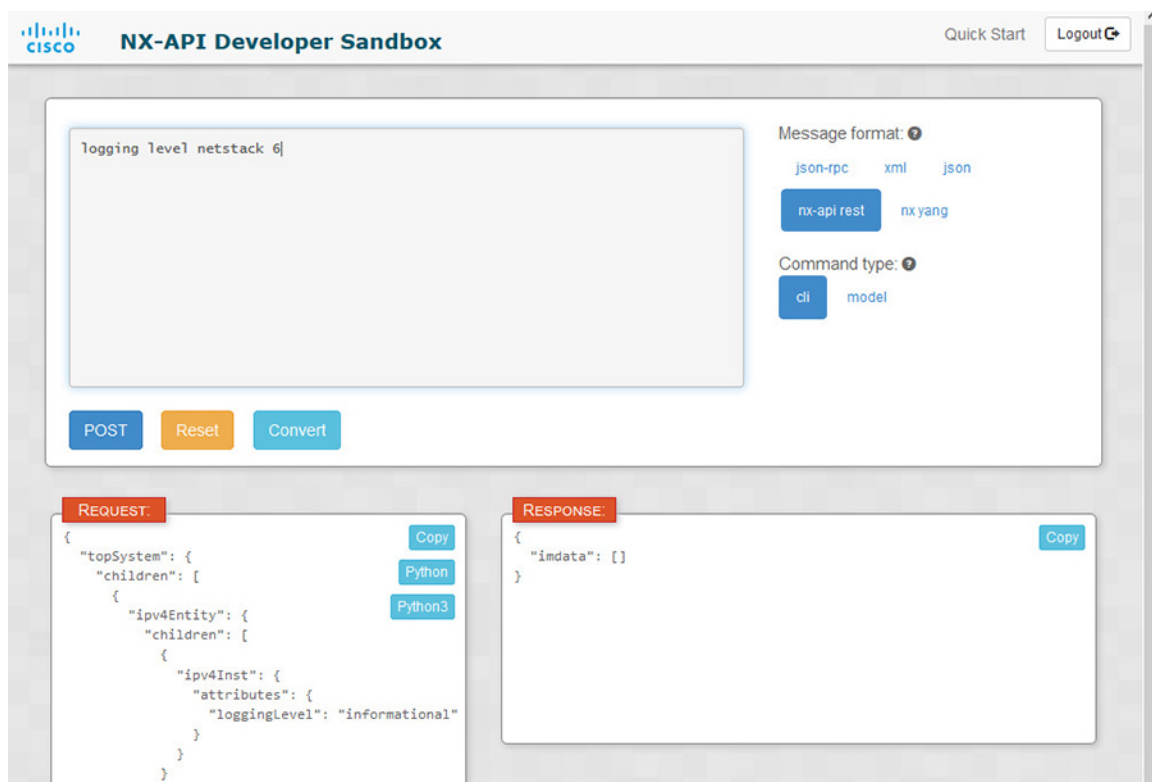 CISCO
NX-API Developer Sandbox
Quick Start
Logout
logging level netstack 6
Message format:
json-rpc xml json
nx-api rest nx yang
Command type:
cli model
POST Reset Convert
REQUEST:
{
"topSystem": {
"children": [
{
"ipv4Entity": {
"children": [
{
"ipv4Inst": {
"attributes": {
"loggingLevel": "informational"
}
}
}
Copy
Python
Python3
RESPONSE:
{
"imdata": []
}
Copy